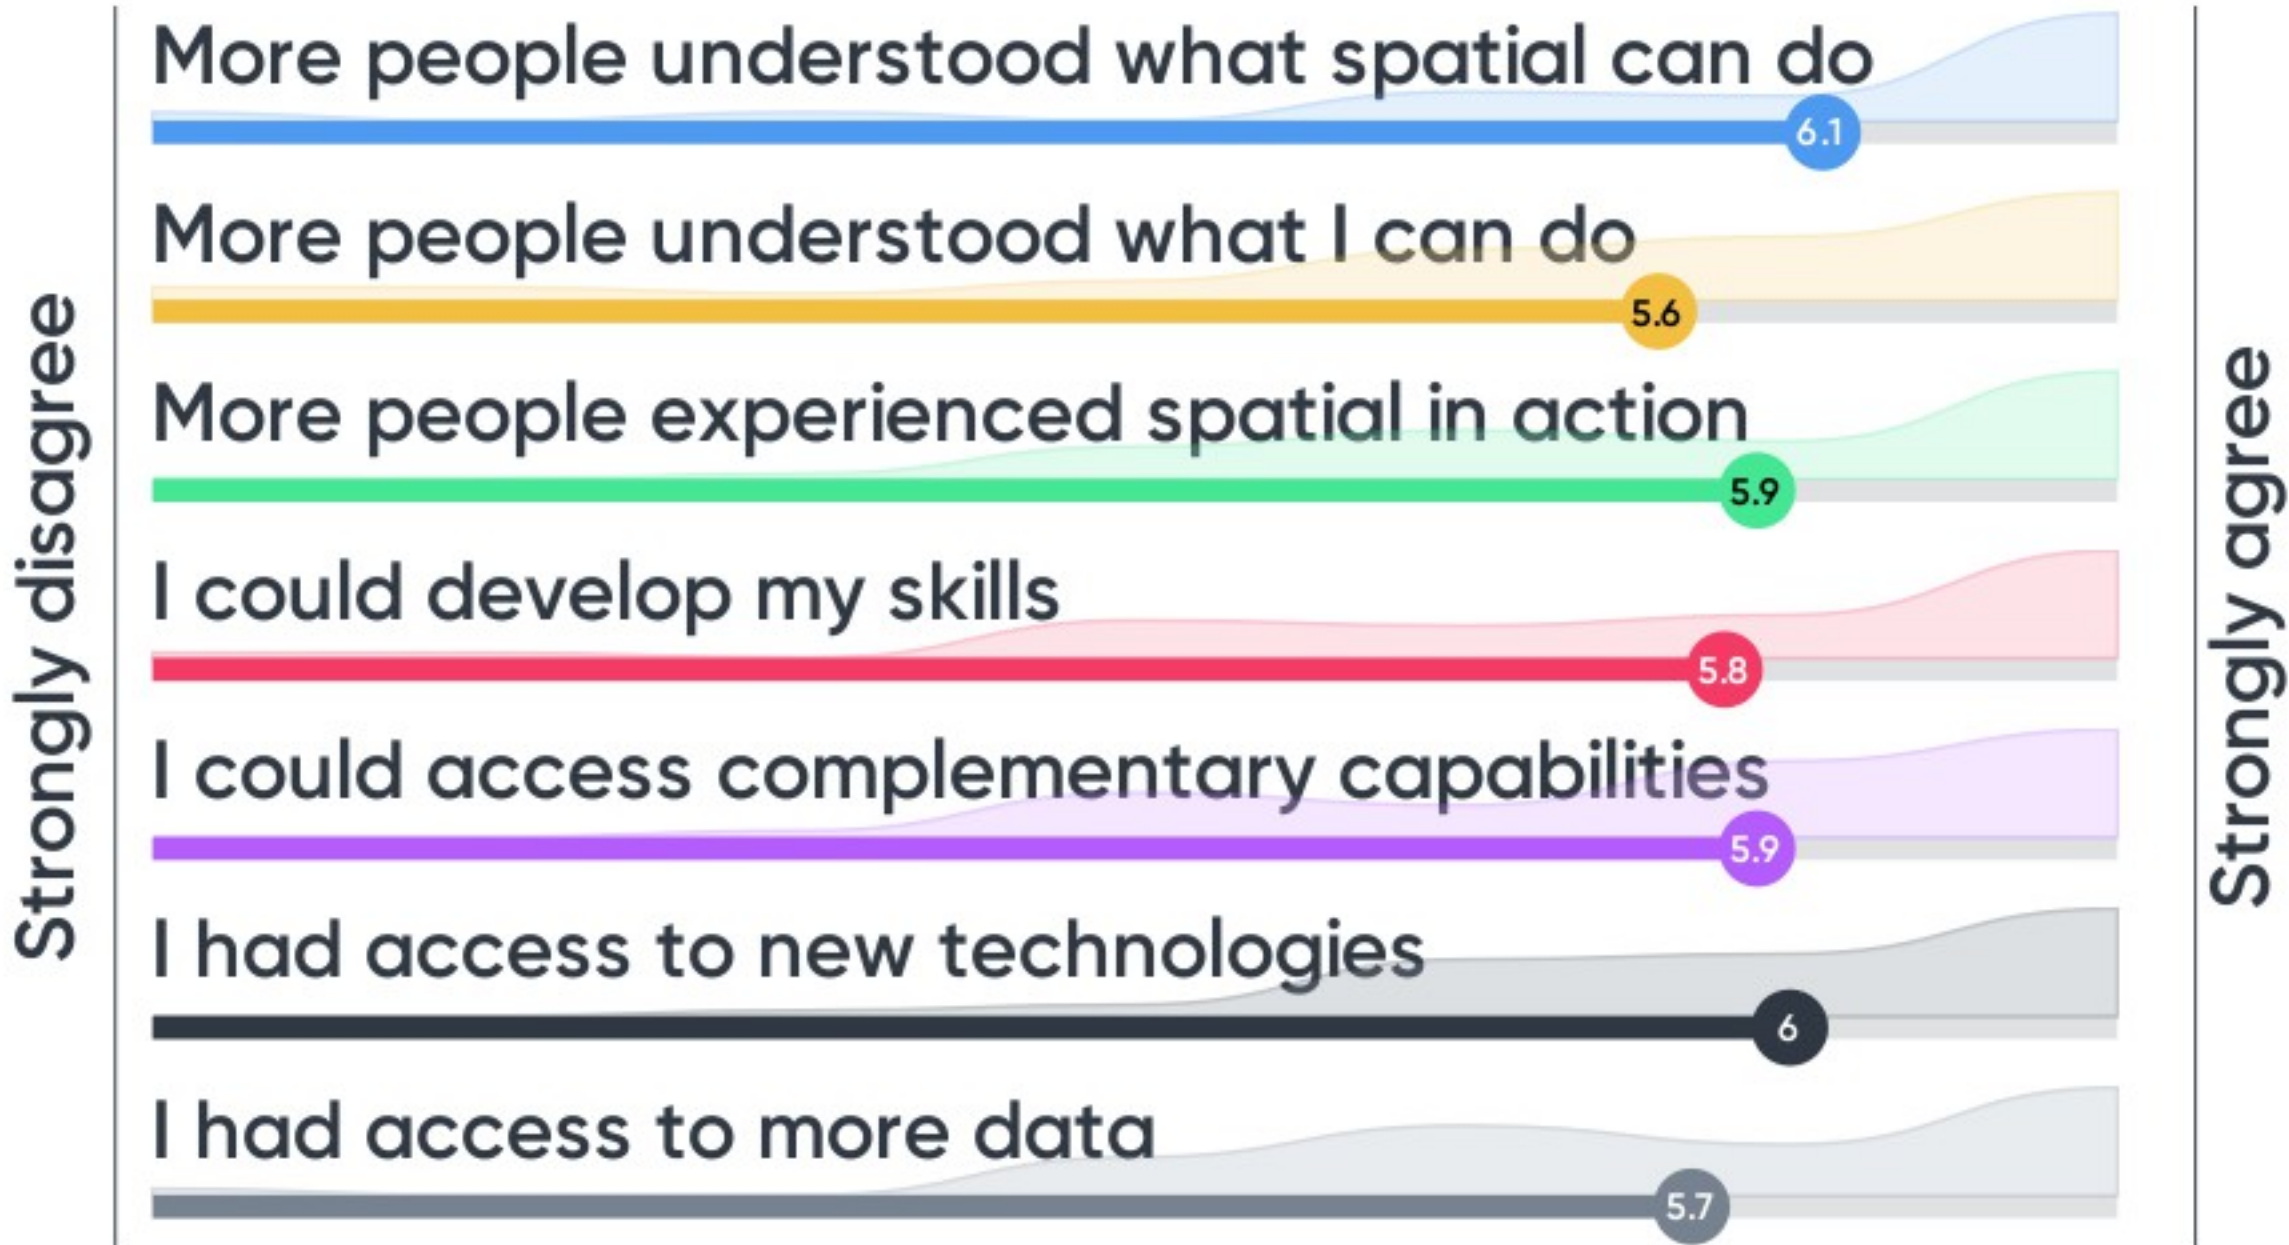 Strongly disagree
More people understood what spatial can do
6.1
More people understood what I can do
5.6
More people experienced spatial in action
5.9
I could develop my skills
5.8
I could access complementary capabilities
5.9
I had access to new technologies
6
I had access to more data
5.7
Strongly agree